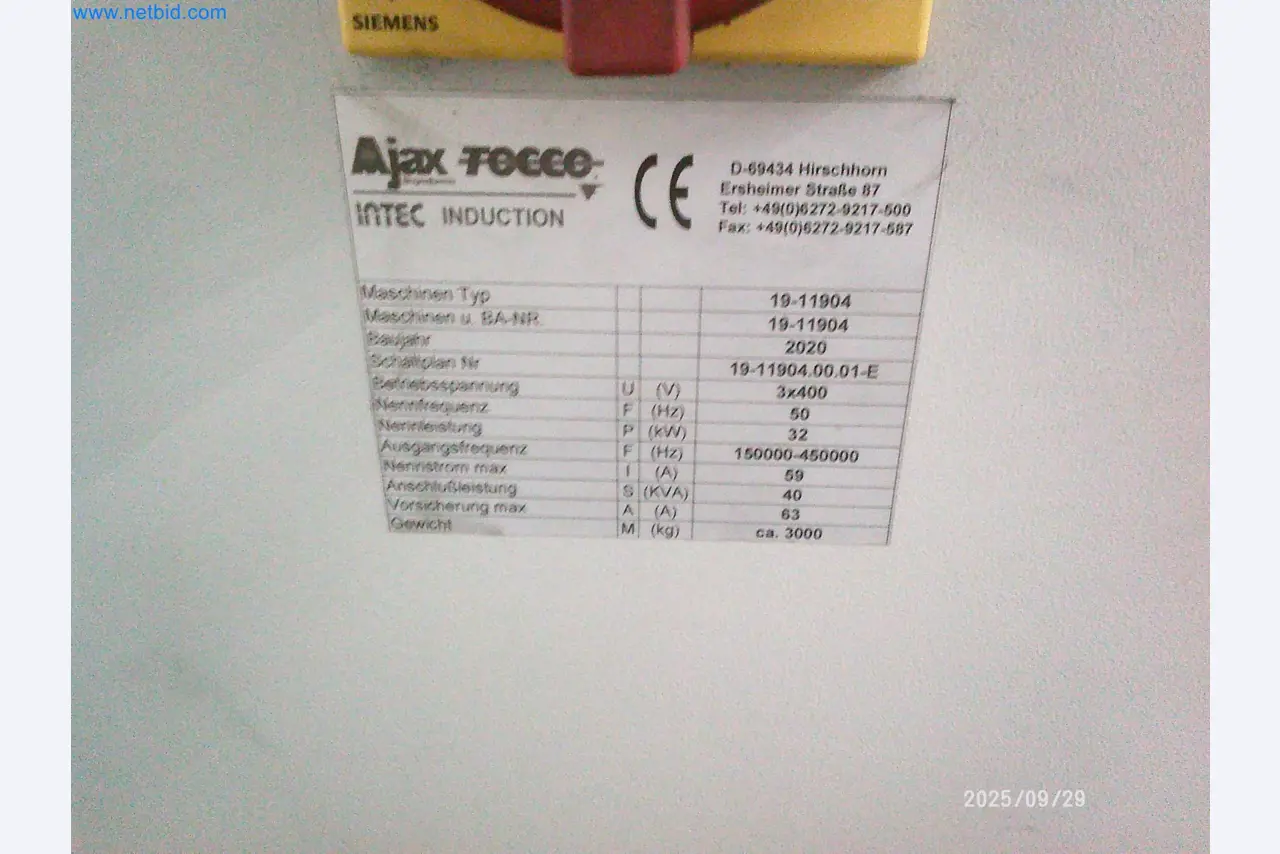 www.netbid.com
SIEMENS
Ajax TOCCO
INTEC INDUCTION
CE
D-69434 Hirschhorn
Ersheimer Straße 87
Tel: +49(0)6272-9217-500
Fax: +49(0)6272-9217-587
Maschinen Typ 19-11904
Maschinen u. BA-NR. 19-11904
Baujahr 2020
Schaltplan Nr 19-11904.00.01-E
Betriebsspannung U (V) 3x400
Nennfrequenz F (Hz) 50
Nennleistung P (kW) 32
Ausgangsfrequenz F (Hz) 150000-450000
Nennstrom max I (A) 59
Anschlußleistung S (KVA) 40
Vorsicherung max A (A) 63
Gewicht M (kg) ca. 3000
2025/09/29